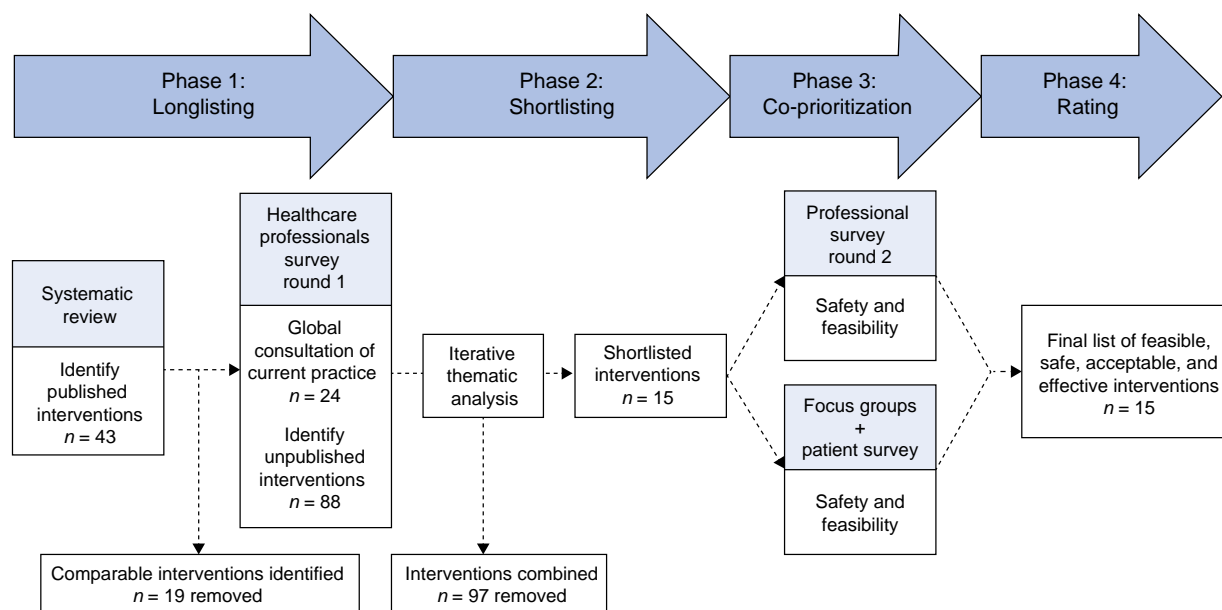 Phase 1:
Longlisting
Phase 2:
Shortlisting
Phase 3:
Co-prioritization
Phase 4:
Rating
Systematic
review
Identify
published
interventions
n = 43
Healthcare
professionals
survey
round 1
Global
consultation of
current practice
n = 24
Identify
unpublished
interventions
n = 88
Comparable interventions identified
n = 19 removed
Iterative
thematic
analysis
Interventions combined
n = 97 removed
Shortlisted
interventions
n = 15
Professional
survey
round 2
Safety and
feasibility
Focus groups
+
patient survey
Safety and
feasibility
Final list of feasible,
safe, acceptable, and
effective interventions
n = 15